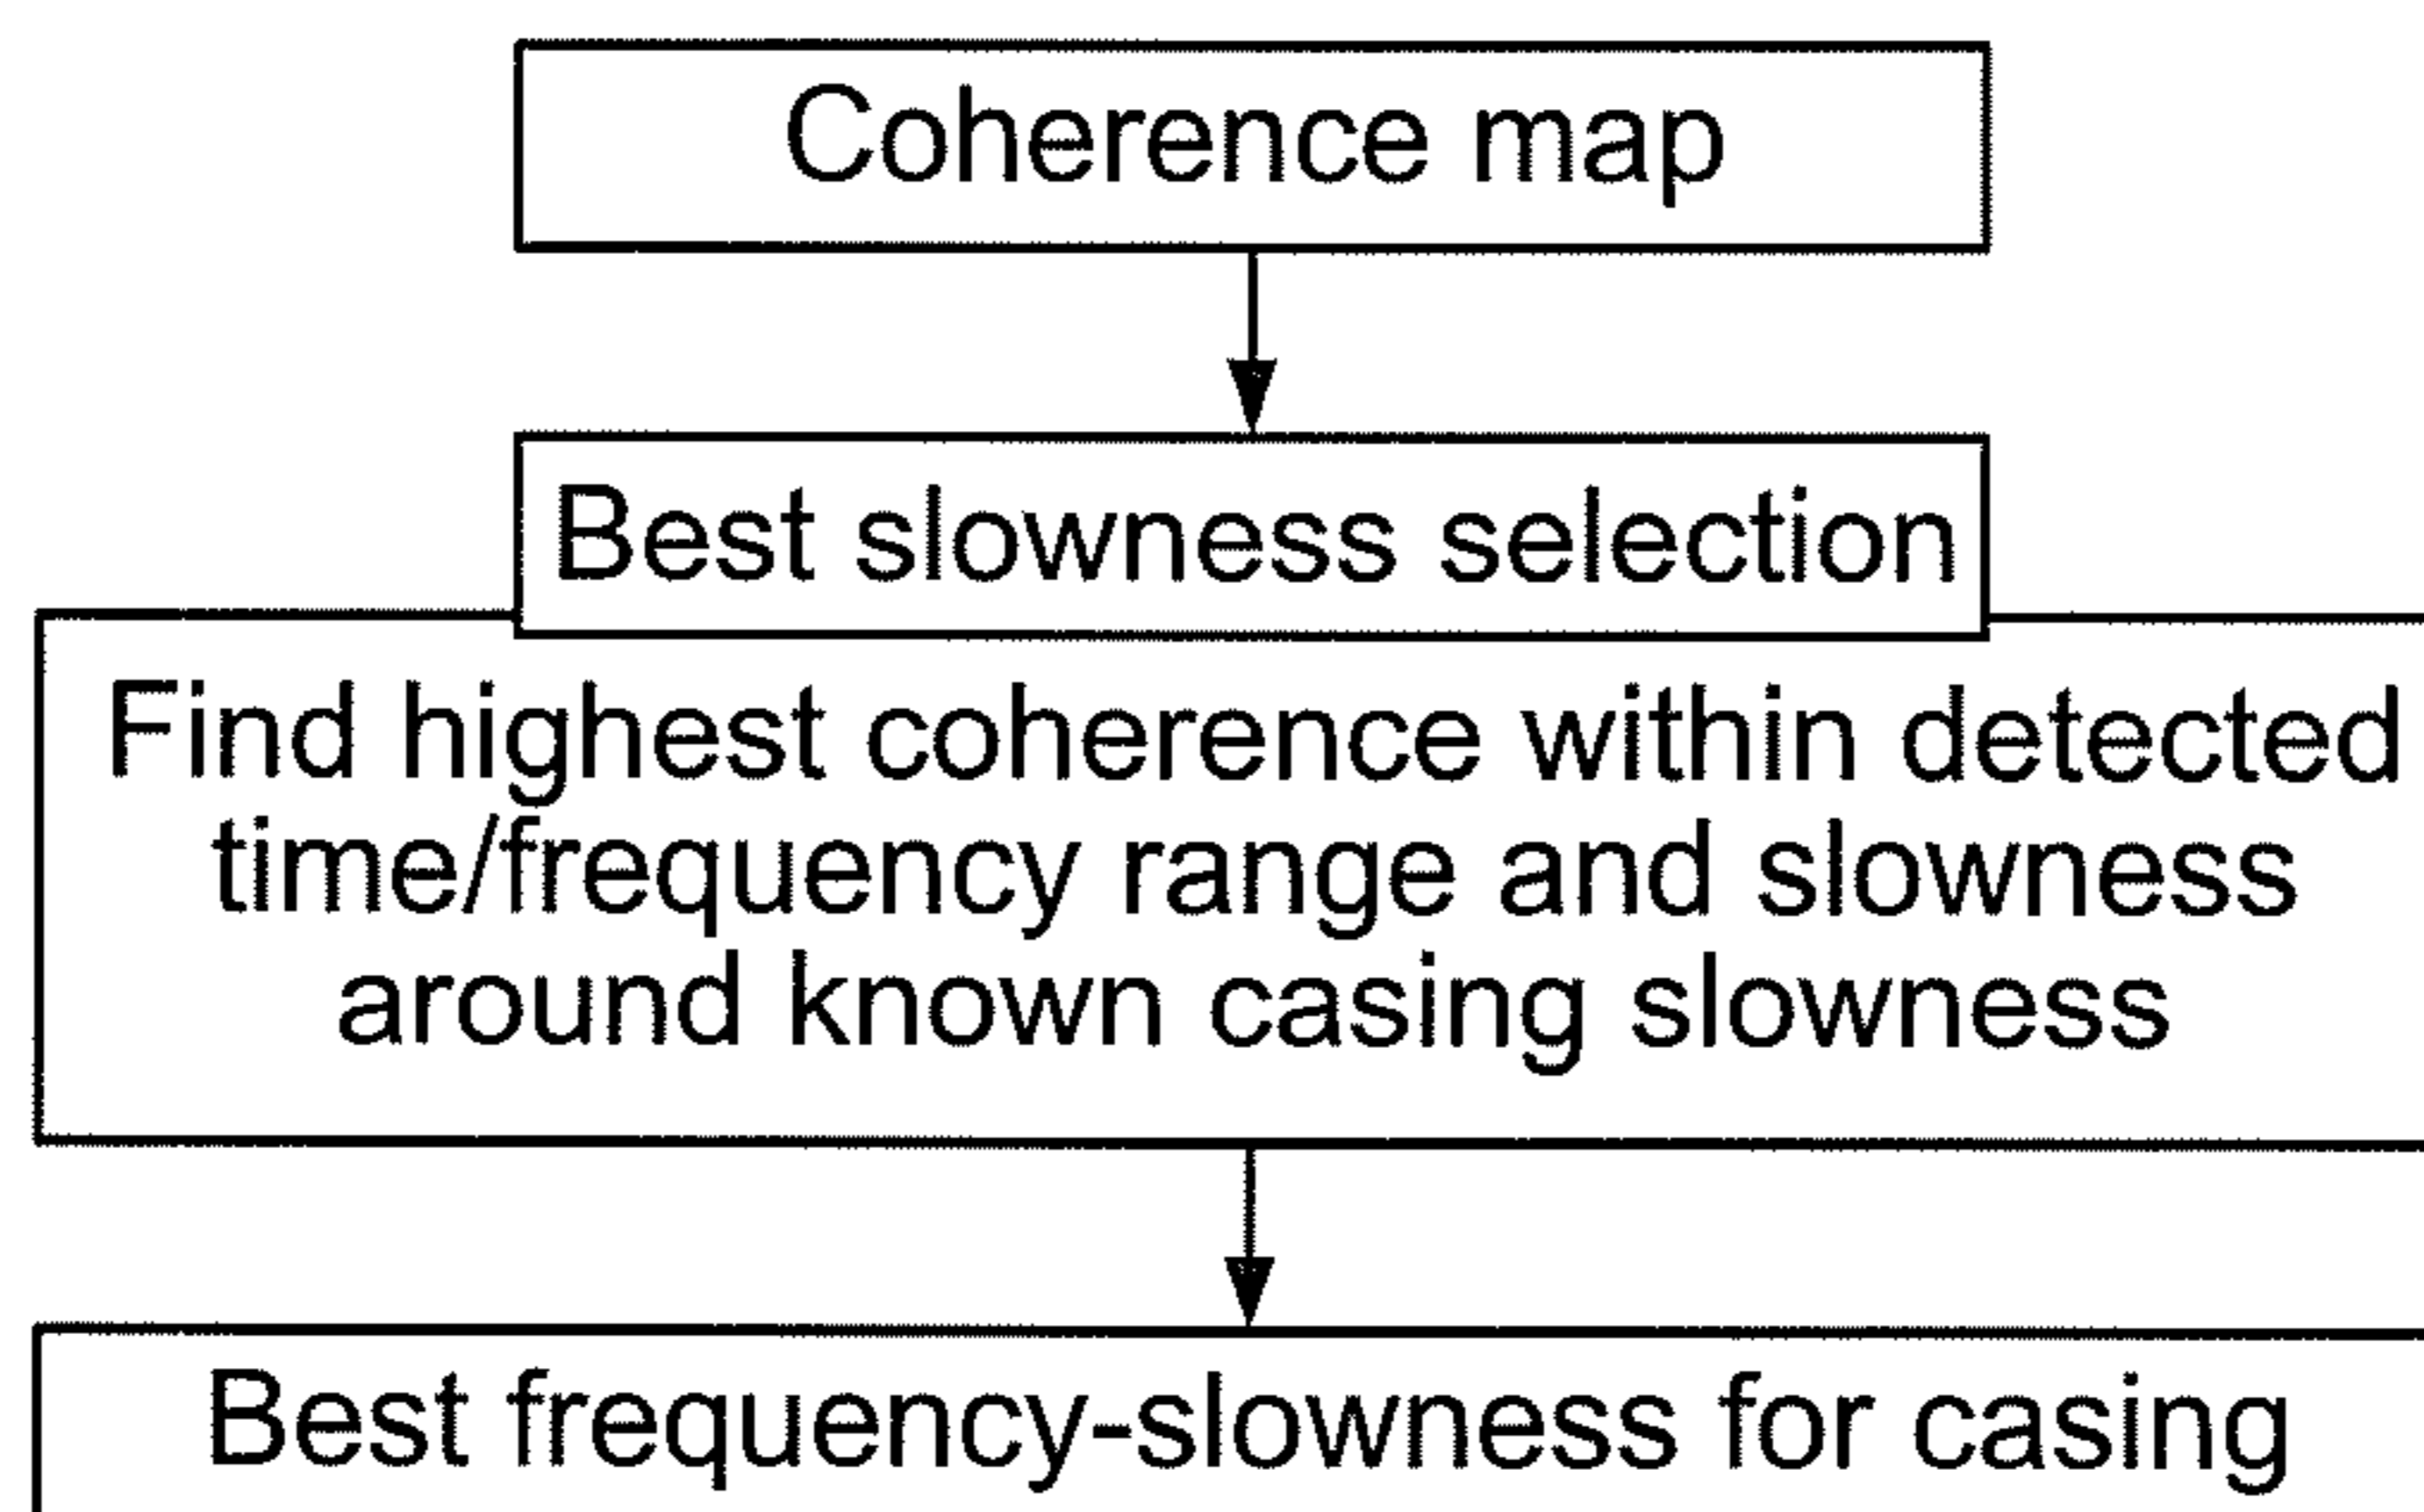 Coherence map
Best slowness selection
Find highest coherence within detected
time/frequency range and slowness
around known casing slowness
Best frequency-slowness for casing